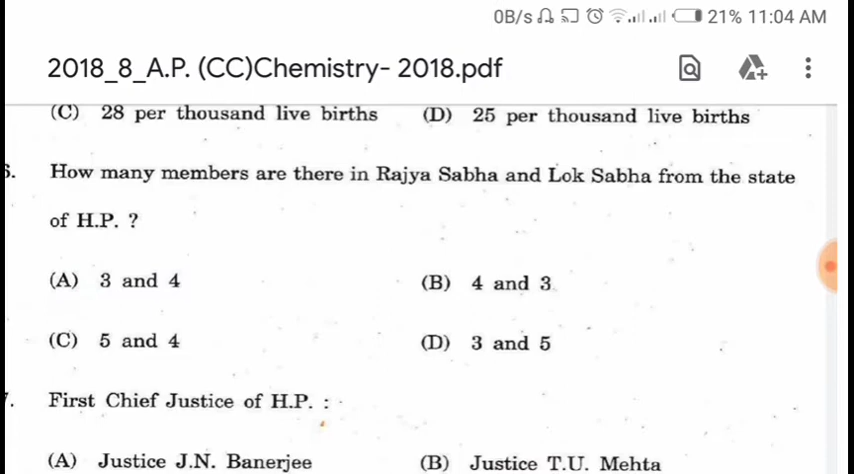 0B/s 21% 11:04 AM
2018_8_A.P. (CC)Chemistry- 2018.pdf
(C) 28 per thousand live births (D) 25 per thousand live births
How many members are there in Rajya Sabha and Lok Sabha from the state
of H.P. ?
(A) 3 and 4 (B) 4 and 3
(C) 5 and 4 (D) 3 and 5
First Chief Justice of H.P. :
(A) Justice J.N. Banerjee (B) Justice T.U. Mehta